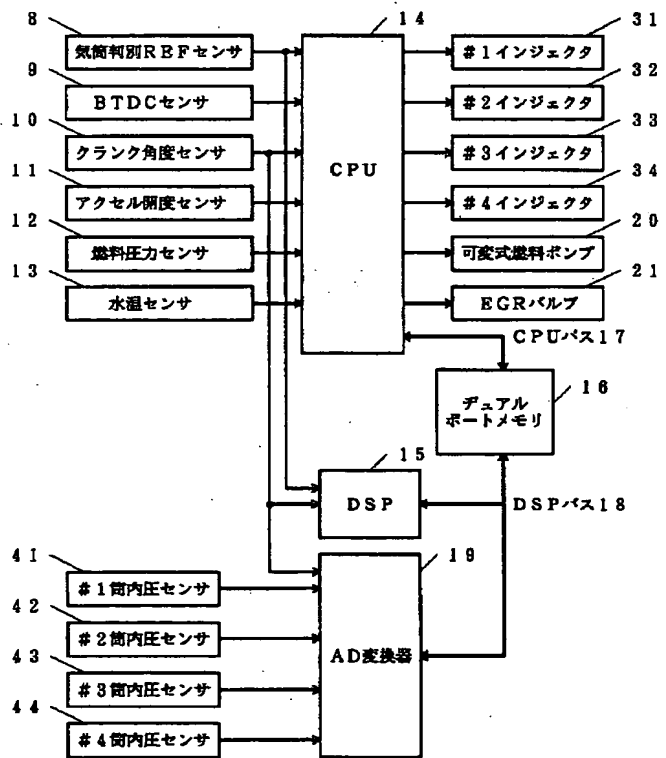 8
気筒判別REFセンサ
9
BTDCセンサ
10
クランク角度センサ
11
アクセル開度センサ
12
燃料圧力センサ
13
水温センサ
14
CPU
31
#1インジェクタ
32
#2インジェクタ
33
#3インジェクタ
34
#4インジェクタ
20
可変式燃料ポンプ
21
EGRバルブ
CPUバス17
16
デュアル
ポートメモリ
15
DSP
DSPバス18
41
#1筒内圧センサ
42
#2筒内圧センサ
43
#3筒内圧センサ
44
#4筒内圧センサ
19
AD変換器